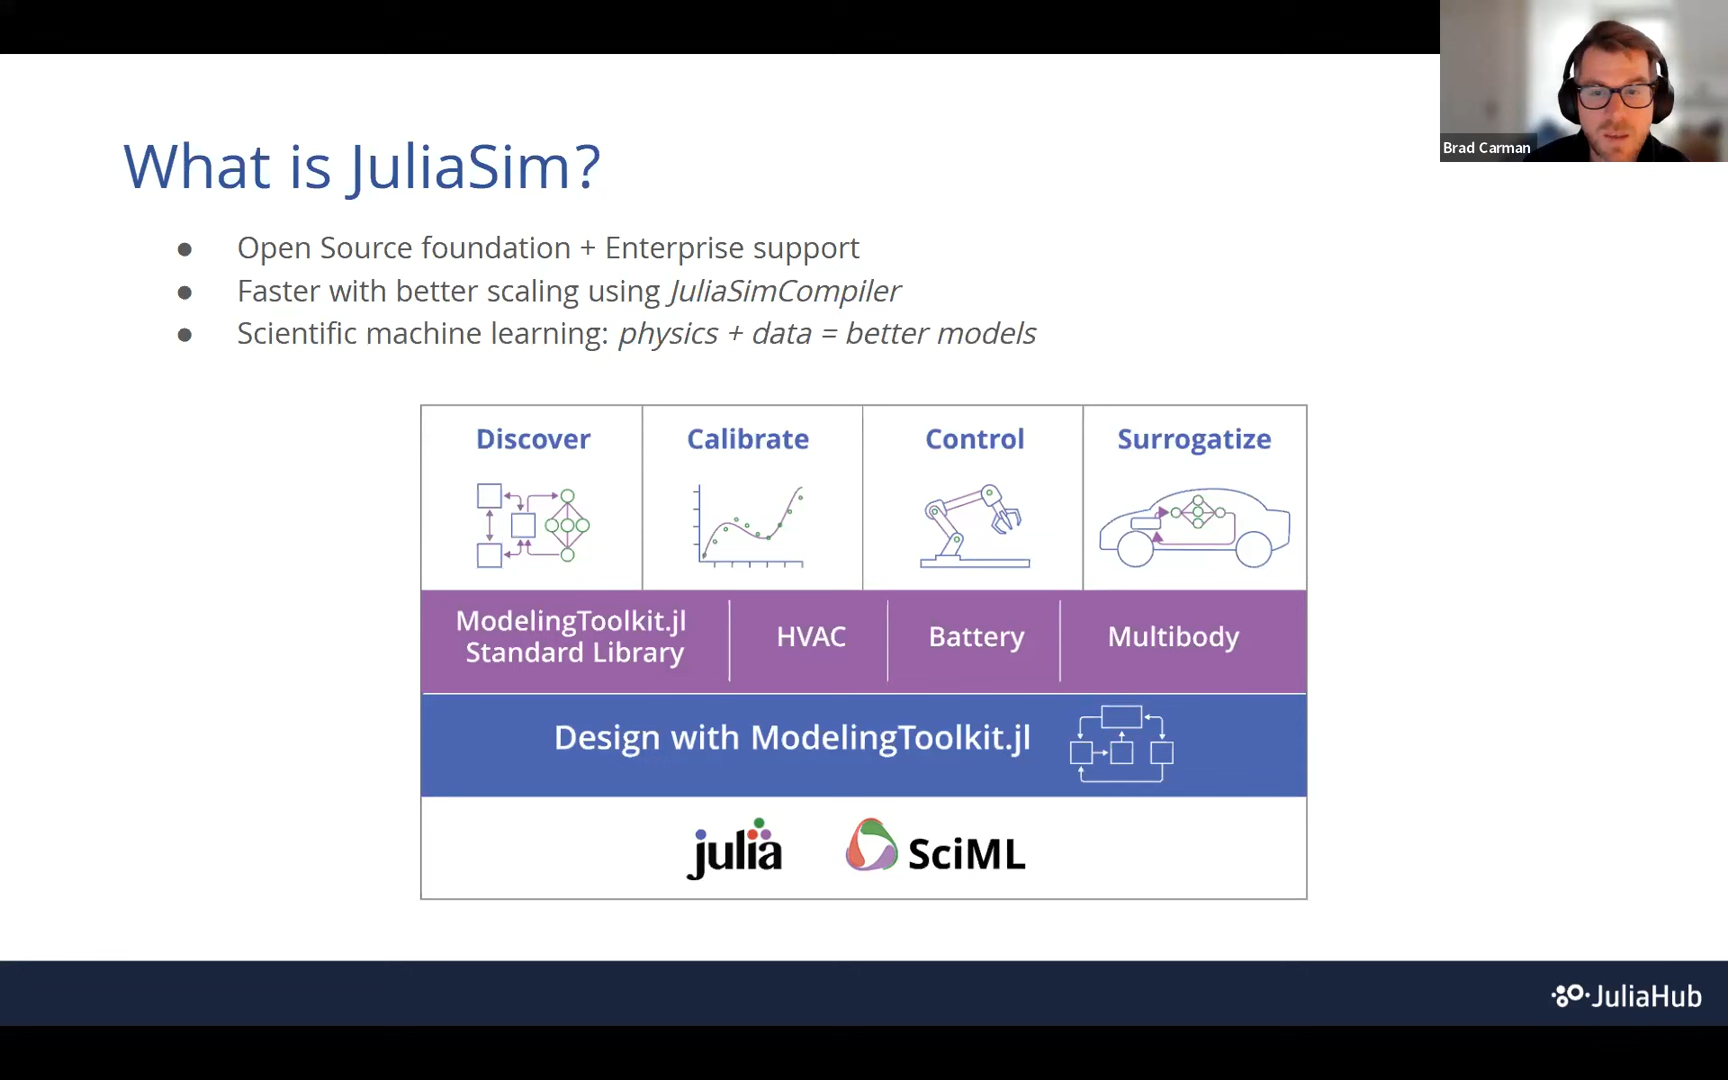 Brad Carman
What is JuliaSim?
● Open Source foundation + Enterprise support
● Faster with better scaling using JuliaSimCompiler
● Scientific machine learning: physics + data = better models
Discover
Calibrate
Control
Surrogatize
ModelingToolkit.jl
Standard Library
HVAC
Battery
Multibody
Design with ModelingToolkit.jl
julia
SciML
JuliaHub